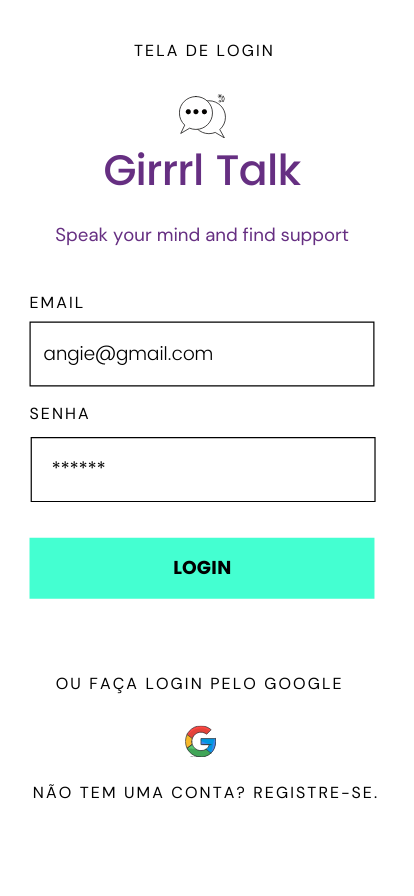 TELA DE LOGIN
Girrrl Talk
Speak your mind and find support
EMAIL
angie@gmail.com
SENHA
******
LOGIN
OU FAÇA LOGIN PELO GOOGLE
G
NÃO TEM UMA CONTA? REGISTRE-SE.